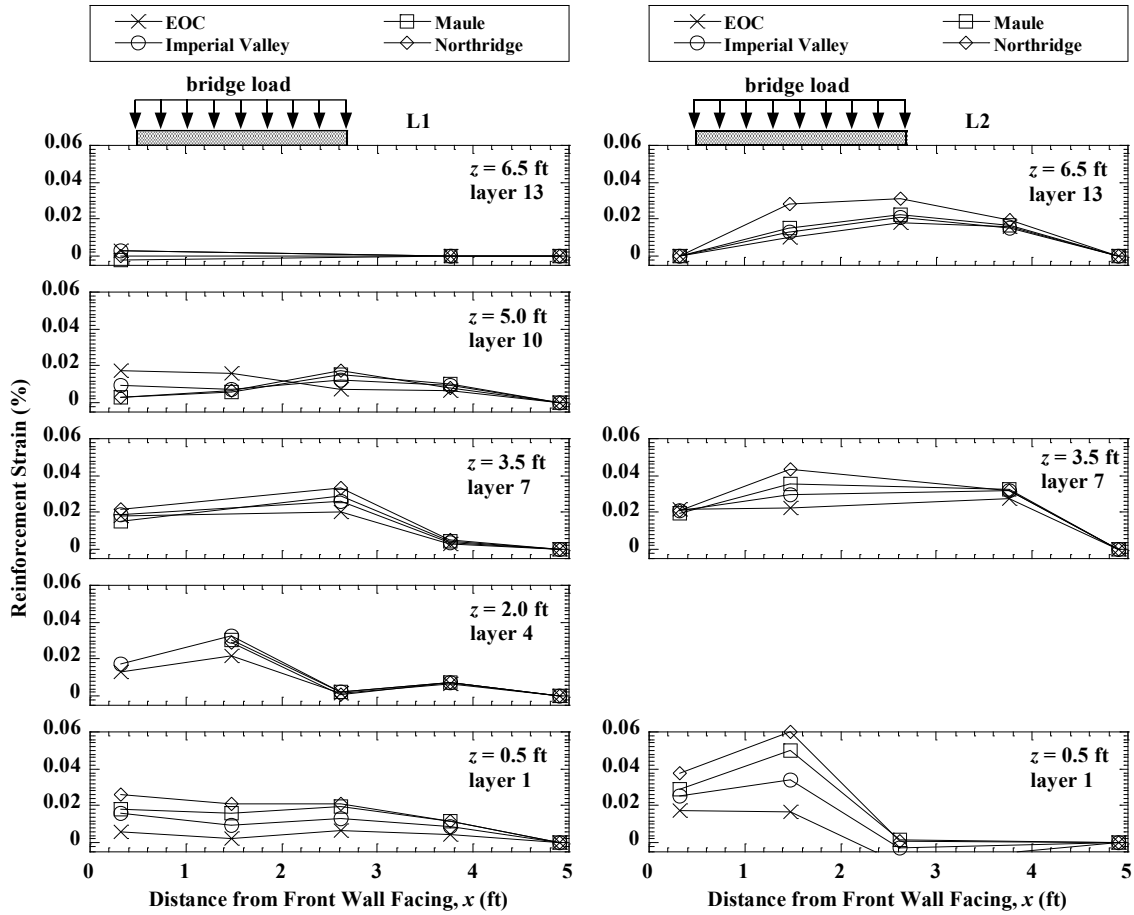 EOC Maule
Imperial Valley Northridge
bridge load
L1
0.06
0.04
0.02
0
z = 6.5 ft
layer 13
0.06
0.04
0.02
0
z = 5.0 ft
layer 10
0.06
0.04
0.02
0
z = 3.5 ft
layer 7
0.06
0.04
0.02
0
z = 2.0 ft
layer 4
0.06
0.04
0.02
0
z = 0.5 ft
layer 1
0 1 2 3 4 5
Reinforcement Strain (%)
Distance from Front Wall Facing, x (ft)
EOC Maule
Imperial Valley Northridge
bridge load
L2
0.06
0.04
0.02
0
z = 6.5 ft
layer 13
0.06
0.04
0.02
0
z = 3.5 ft
layer 7
0.06
0.04
0.02
0
z = 0.5 ft
layer 1
0 1 2 3 4 5
Distance from Front Wall Facing, x (ft)